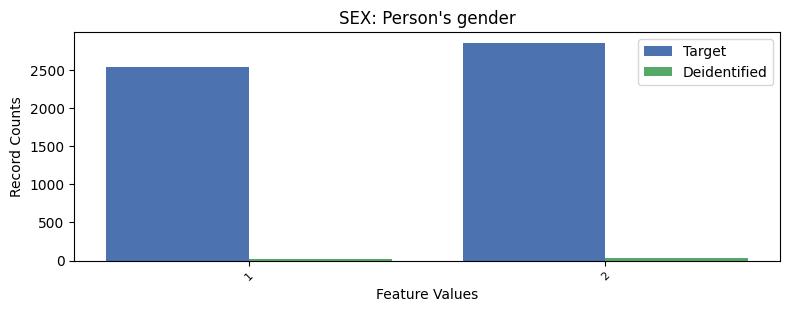 SEX: Person's gender
Target
Deidentified
Record Counts
2500
2000
1500
1000
500
0
1
2
Feature Values